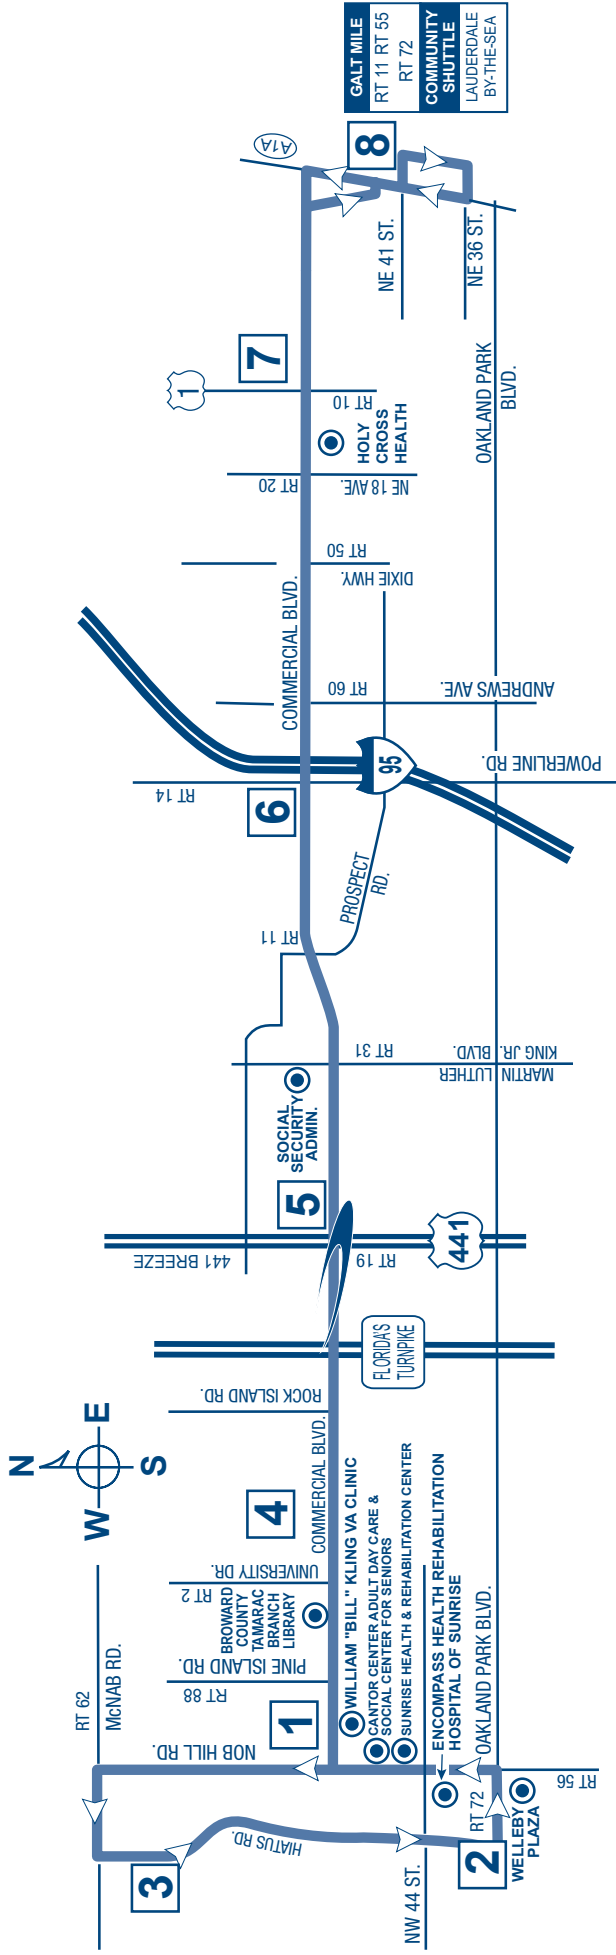 N
W
E
S
RT 62
McNAB RD.
NOB HILL RD.
HIATUS RD.
1
2
3
NW 44 ST.
RT 72
WELLEBY
PLAZA
RT 56
OAKLAND PARK BLVD.
ENCOMPASS HEALTH REHABILITATION
HOSPITAL OF SUNRISE
SUNRISE HEALTH & REHABILITATION CENTER
CANTOR CENTER ADULT DAY CARE &
SOCIAL CENTER FOR SENIORS
WILLIAM "BILL" KLING VA CLINIC
RT 88
PINE ISLAND RD.
BROWARD
COUNTY
TAMARAC
BRANCH
LIBRARY
RT 2
UNIVERSITY DR.
4
COMMERCIAL BLVD.
ROCK ISLAND RD.
FLORIDA'S
TURNPIKE
441 BREEZE
RT 19
441
5
SOCIAL
SECURITY
ADMIN.
RT 31
MARTIN LUTHER
KING JR. BLVD.
RT 11
PROSPECT
RD.
6
RT 14
95
POWERLINE RD.
COMMERCIAL BLVD.
RT 60
ANDREWS AVE.
RT 50
DIXIE HWY.
RT 20
NE 18 AVE.
HOLY
CROSS
HEALTH
1
RT 10
7
OAKLAND PARK
BLVD.
NE 41 ST.
NE 36 ST.
A1A
8
GALT MILE
RT 11 RT 55
RT 72
COMMUNITY
SHUTTLE
LAUDERDALE
BY-THE-SEA